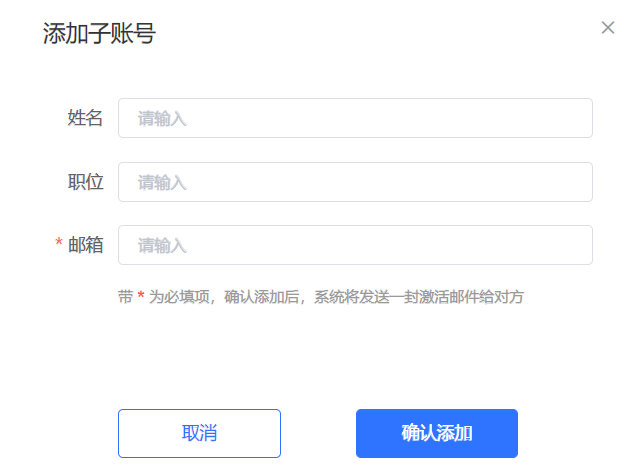 添加子账号
姓名 请输入
职位 请输入
* 邮箱 请输入
带 * 为必填项，确认添加后，系统将发送一封激活邮件给对方
取消 确认添加